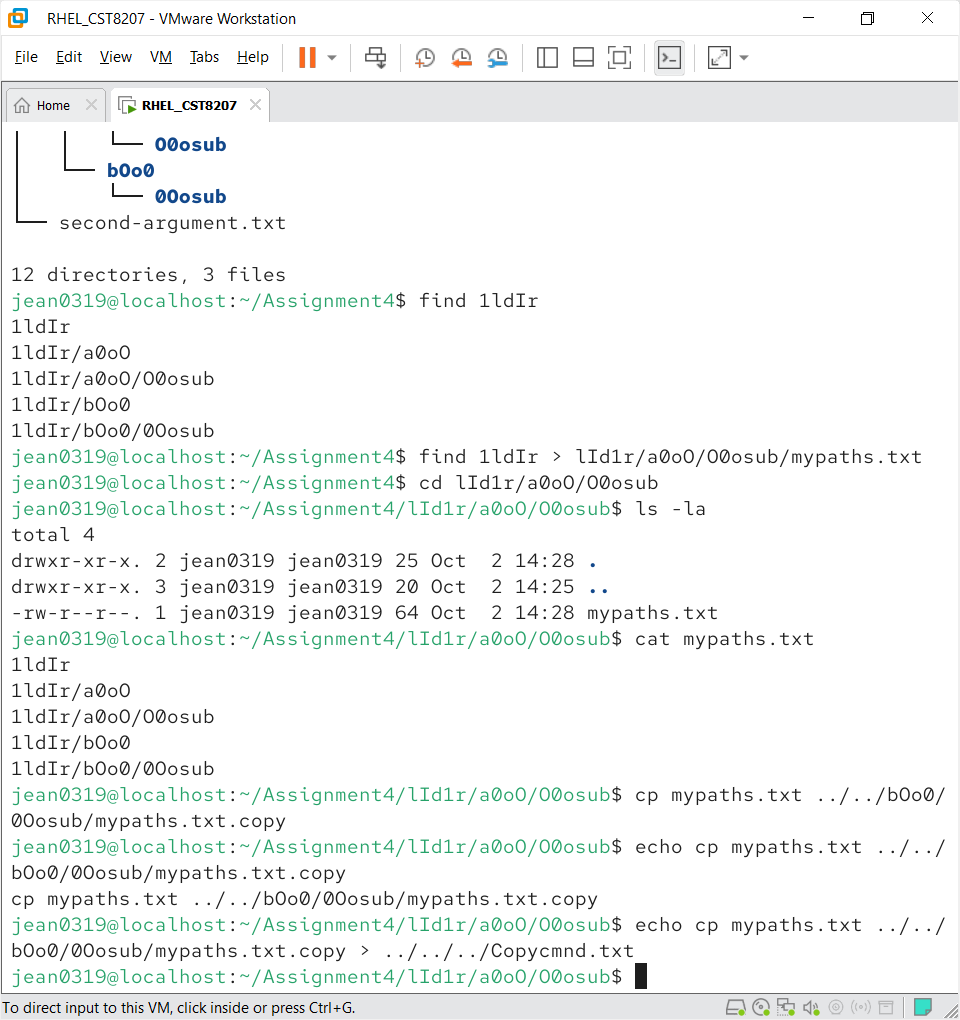 RHEL_CST8207 - VMware Workstation
File Edit View VM Tabs Help
Home RHEL_CST8207
O0osub
bOo0
0Oosub
second-argument.txt
12 directories, 3 files
jean0319@localhost:~/Assignment4$ find 1ldIr
1ldIr
1ldIr/a0oO
1ldIr/a0oO/O0osub
1ldIr/bOo0
1ldIr/bOo0/0Oosub
jean0319@localhost:~/Assignment4$ find 1ldIr > lId1r/a0oO/O0osub/mypaths.txt
jean0319@localhost:~/Assignment4$ cd lId1r/a0oO/O0osub
jean0319@localhost:~/Assignment4/lId1r/a0oO/O0osub$ ls -la
total 4
drwxr-xr-x. 2 jean0319 jean0319 25 Oct  2 14:28 .
drwxr-xr-x. 3 jean0319 jean0319 20 Oct  2 14:25 ..
-rw-r--r--. 1 jean0319 jean0319 64 Oct  2 14:28 mypaths.txt
jean0319@localhost:~/Assignment4/lId1r/a0oO/O0osub$ cat mypaths.txt
1ldIr
1ldIr/a0oO
1ldIr/a0oO/O0osub
1ldIr/bOo0
1ldIr/bOo0/0Oosub
jean0319@localhost:~/Assignment4/lId1r/a0oO/O0osub$ cp mypaths.txt ../../bOo0/
0Oosub/mypaths.txt.copy
jean0319@localhost:~/Assignment4/lId1r/a0oO/O0osub$ echo cp mypaths.txt ../../
bOo0/0Oosub/mypaths.txt.copy
cp mypaths.txt ../../bOo0/0Oosub/mypaths.txt.copy
jean0319@localhost:~/Assignment4/lId1r/a0oO/O0osub$ echo cp mypaths.txt ../../
bOo0/0Oosub/mypaths.txt.copy > ../../../Copycmnd.txt
jean0319@localhost:~/Assignment4/lId1r/a0oO/O0osub$
To direct input to this VM, click inside or press Ctrl+G.